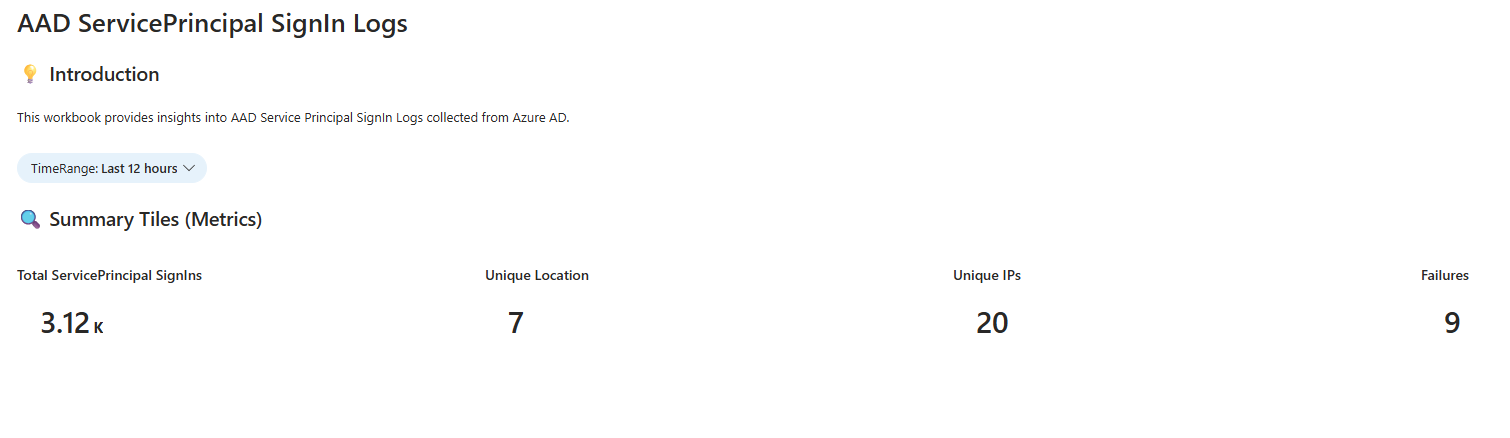 AAD ServicePrincipal SignIn Logs
💡 Introduction
This workbook provides insights into AAD Service Principal SignIn Logs collected from Azure AD.
TimeRange: Last 12 hours
🔍 Summary Tiles (Metrics)
Total ServicePrincipal SignIns
3.12 K
Unique Location
7
Unique IPs
20
Failures
9